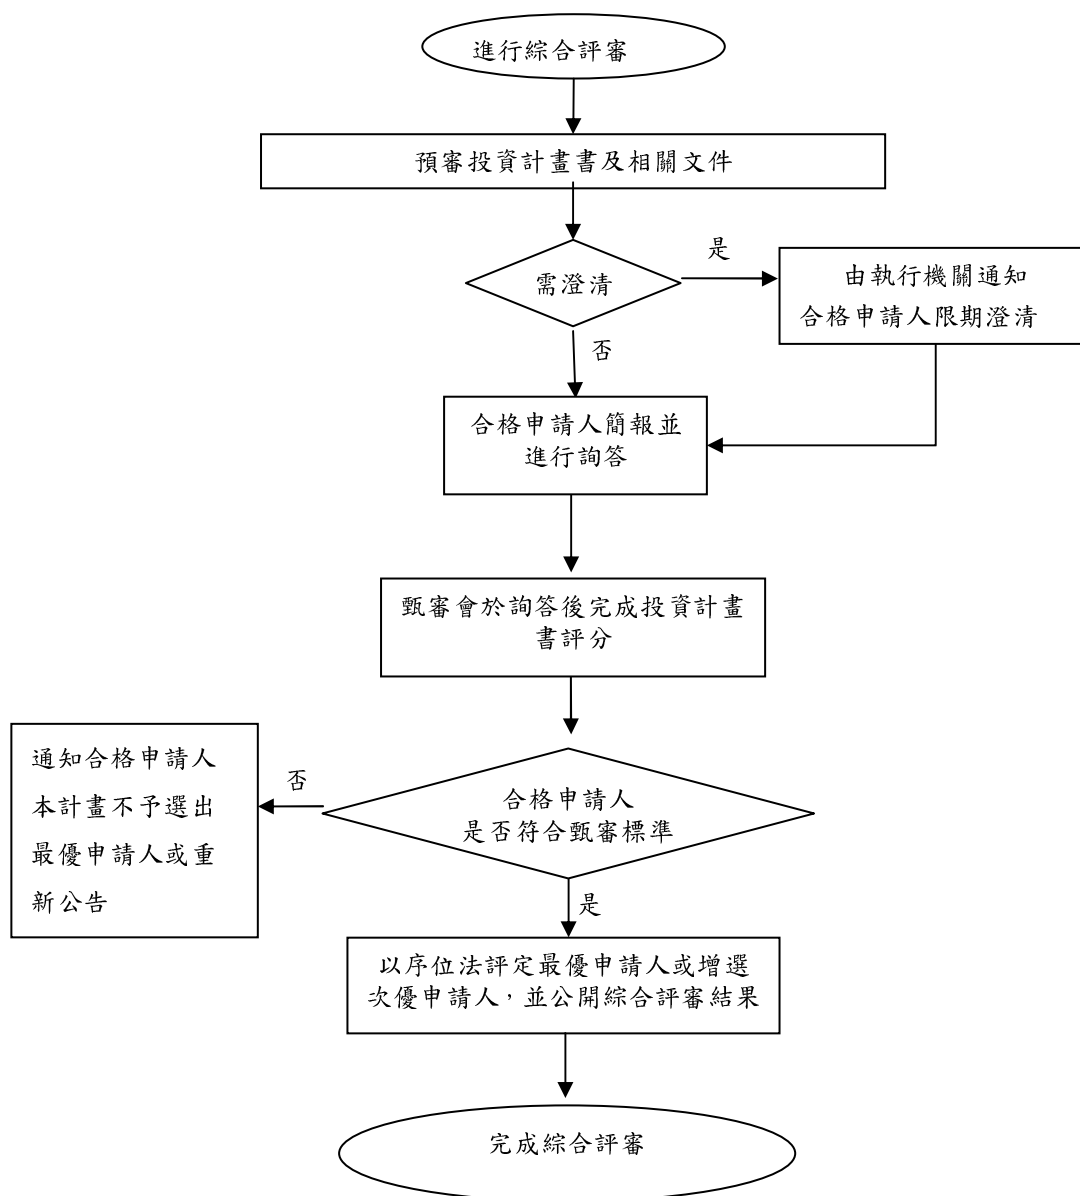 進行綜合評審
預審投資計畫書及相關文件
需澄清
是
由執行機關通知
合格申請人限期澄清
否
合格申請人簡報並
進行詢答
甄審會於詢答後完成投資計畫
書評分
通知合格申請人
本計畫不予選出
最優申請人或重
新公告
否
合格申請人
是否符合甄審標準
是
以序位法評定最優申請人或增選
次優申請人，並公開綜合評審結果
完成綜合評審